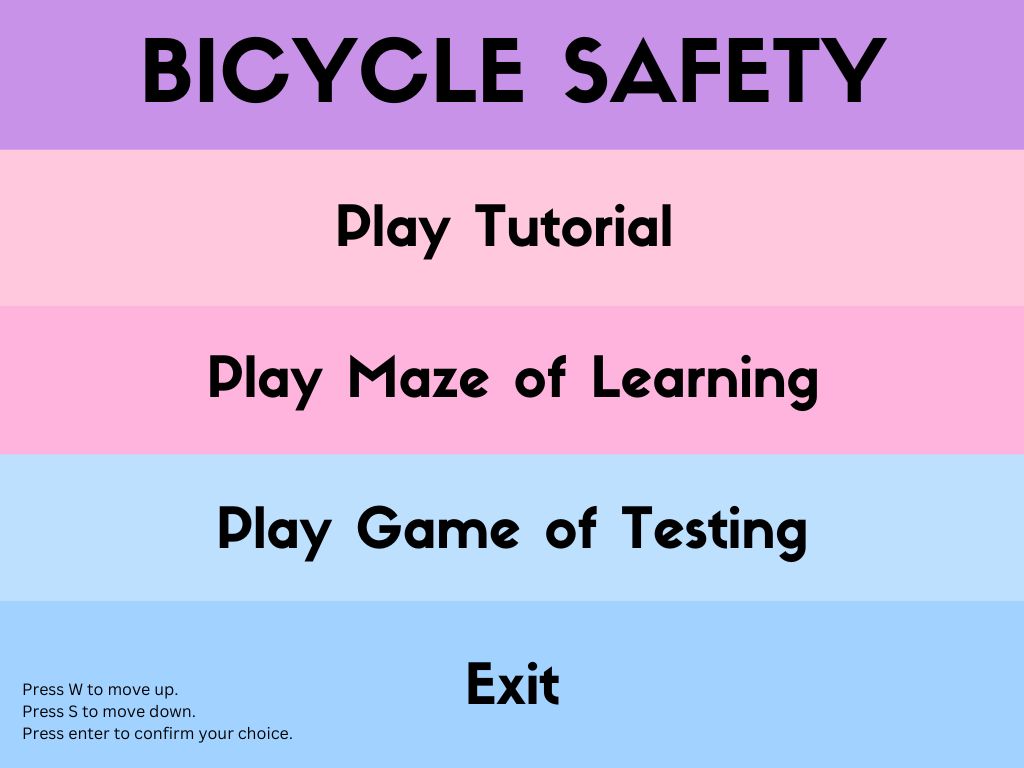 BICYCLE SAFETY
Play Tutorial
Play Maze of Learning
Play Game of Testing
Exit
Press W to move up.
Press S to move down.
Press enter to confirm your choice.